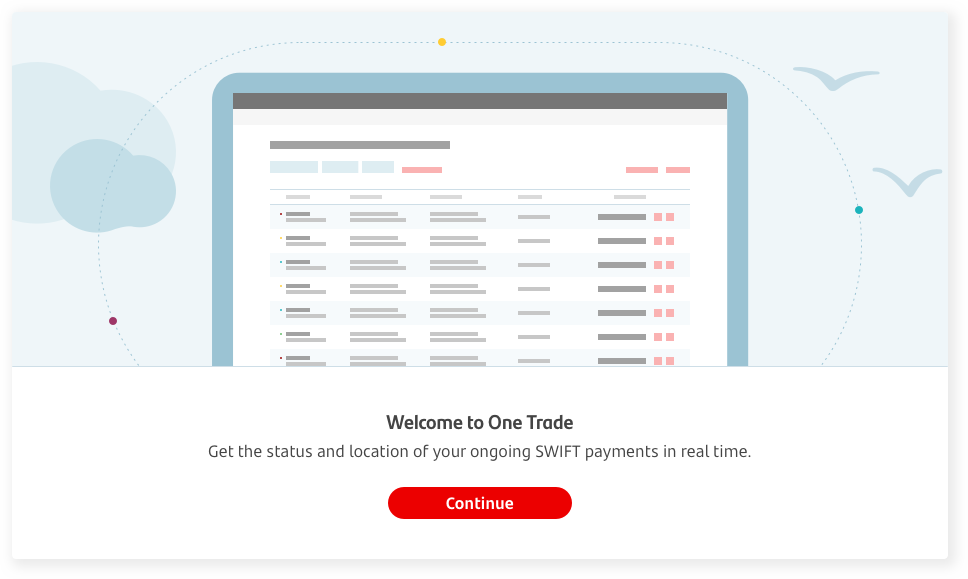 Welcome to One Trade
Get the status and location of your ongoing SWIFT payments in real time.
Continue